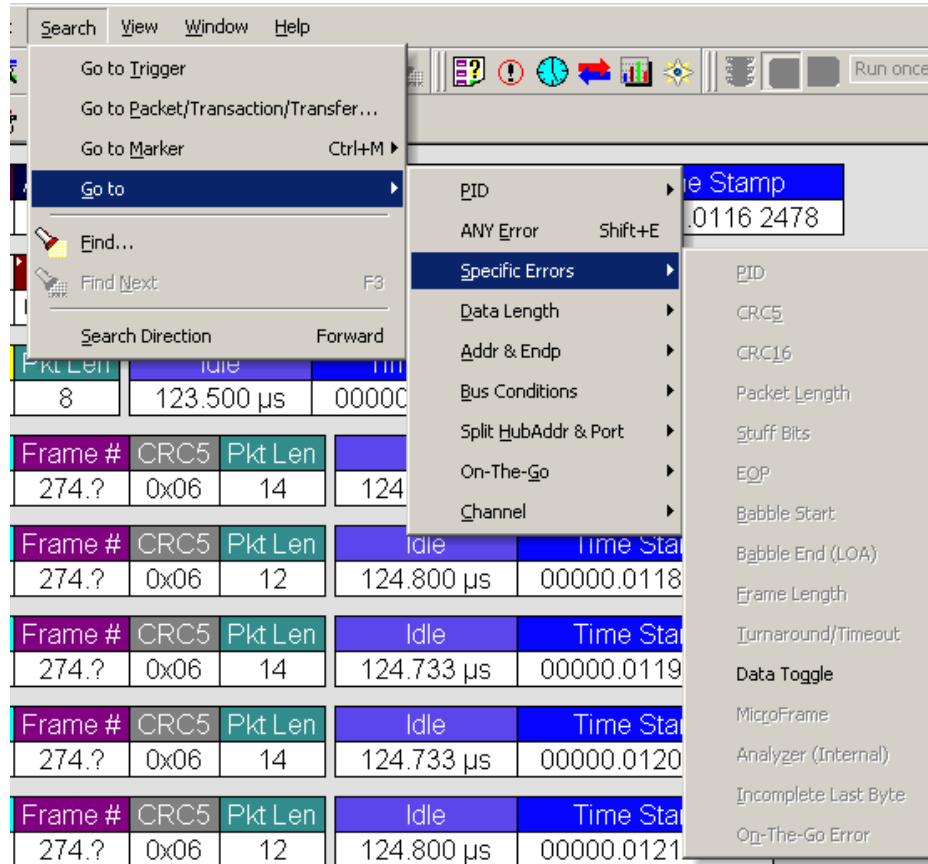 Search View Window Help
Go to Trigger
Go to Packet/Transaction/Transfer...
Go to Marker Ctrl+M
Go to
Find...
Find Next F3
Search Direction Forward
Run once
PID
ANY Error Shift+E
Specific Errors
Data Length
Addr & Endp
Bus Conditions
Split HubAddr & Port
On-The-Go
Channel
PID
CRC5
CRC16
Packet Length
Stuff Bits
EOP
Babble Start
Babble End (LOA)
Frame Length
Turnaround/Timeout
Data Toggle
MicroFrame
Analyzer (Internal)
Incomplete Last Byte
On-The-Go Error
e Stamp
.0116 2478
Pkt Len Idle Tim
8 123.500 µs 00000
Frame # CRC5 Pkt Len
274.? 0x06 14 124
Frame # CRC5 Pkt Len Idle Time Sta
274.? 0x06 12 124.800 µs 00000.0118
Frame # CRC5 Pkt Len Idle Time Sta
274.? 0x06 14 124.733 µs 00000.0119
Frame # CRC5 Pkt Len Idle Time Sta
274.? 0x06 14 124.733 µs 00000.0120
Frame # CRC5 Pkt Len Idle Time Sta
274.? 0x06 12 124.800 µs 00000.0121